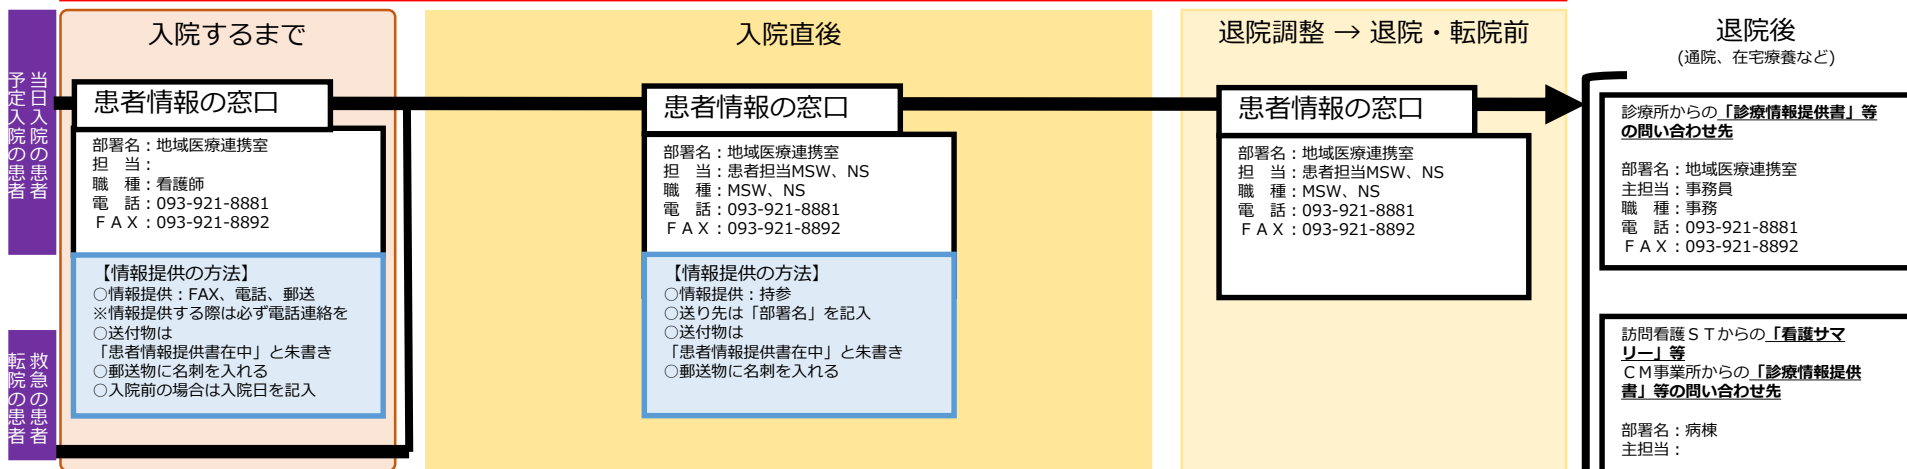 当日入院の患者
予定入院の患者
救急の患者
転院の患者
入院するまで
患者情報の窓口
部署名：地域医療連携室
担　当：
職　種：看護師
電　話：093-921-8881
ＦＡＸ：093-921-8892
【情報提供の方法】
○情報提供：FAX、電話、郵送
※情報提供する際は必ず電話連絡を
○送付物は
「患者情報提供書在中」と朱書き
○郵送物に名刺を入れる
○入院前の場合は入院日を記入
入院直後
患者情報の窓口
部署名：地域医療連携室
担　当：患者担当MSW、NS
職　種：MSW、NS
電　話：093-921-8881
ＦＡＸ：093-921-8892
【情報提供の方法】
○情報提供：持参
○送り先は「部署名」を記入
○送付物は
「患者情報提供書在中」と朱書き
○郵送物に名刺を入れる
退院調整 → 退院・転院前
患者情報の窓口
部署名：地域医療連携室
担　当：患者担当MSW、NS
職　種：MSW、NS
電　話：093-921-8881
ＦＡＸ：093-921-8892
退院後
(通院、在宅療養など)
診療所からの「診療情報提供書」等
の問い合わせ先
部署名：地域医療連携室
主担当：事務員
職　種：事務
電　話：093-921-8881
ＦＡＸ：093-921-8892
訪問看護ＳＴからの「看護サマ
リー」等
ＣＭ事業所からの「診療情報提供
書」等の問い合わせ先
部署名：病棟
主担当：